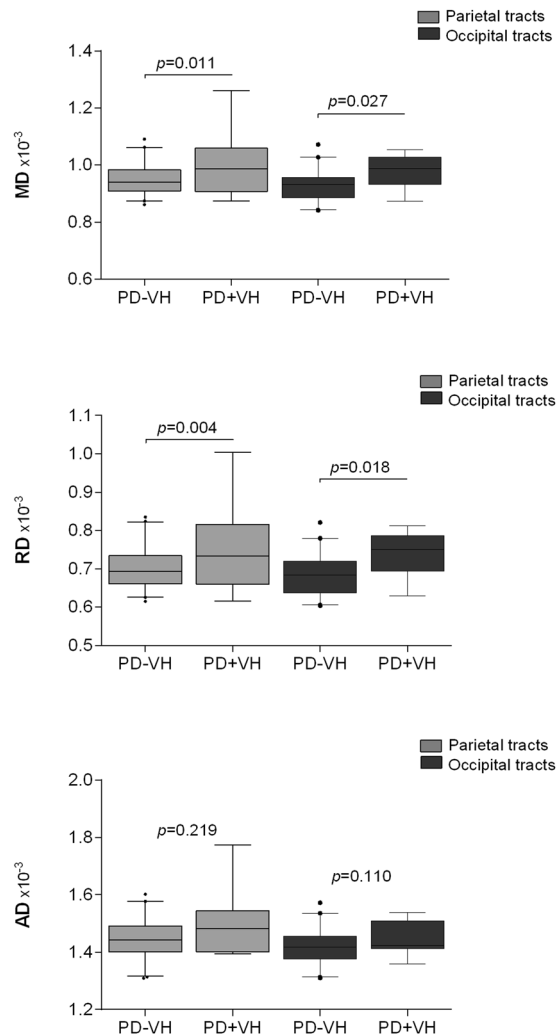 Parietal tracts
Occipital tracts
MD x10-3
1.4
1.2
1.0
0.8
0.6
p=0.011
p=0.027
PD-VH PD+VH PD-VH PD+VH
Parietal tracts
Occipital tracts
RD x10-3
1.1
1.0
0.9
0.8
0.7
0.6
0.5
p=0.004
p=0.018
PD-VH PD+VH PD-VH PD+VH
Parietal tracts
Occipital tracts
AD x10-3
2.0
1.8
1.6
1.4
1.2
p=0.219
p=0.110
PD-VH PD+VH PD-VH PD+VH